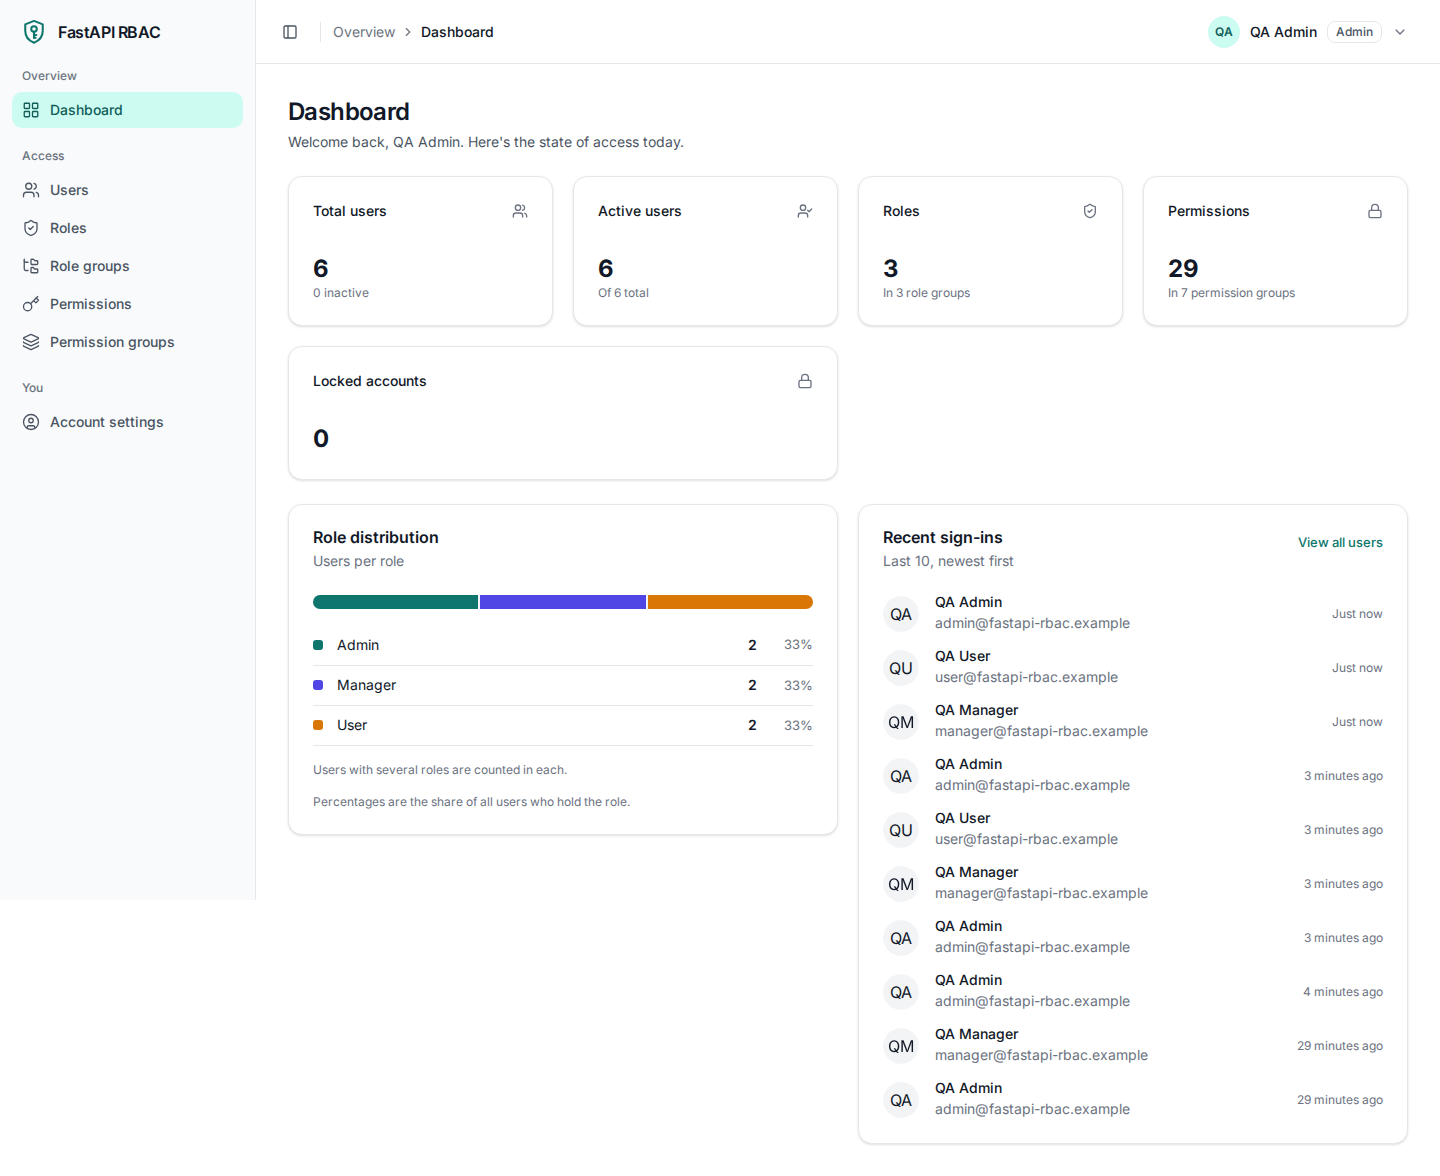 FastAPI RBAC
Overview
Dashboard
Access
Users
Roles
Role groups
Permissions
Permission groups
You
Account settings
Overview > Dashboard
QA QA Admin Admin
Dashboard
Welcome back, QA Admin. Here's the state of access today.
Total users
6
0 inactive
Active users
6
Of 6 total
Roles
3
In 3 role groups
Permissions
29
In 7 permission groups
Locked accounts
0
Role distribution
Users per role
Admin 2 33%
Manager 2 33%
User 2 33%
Users with several roles are counted in each.
Percentages are the share of all users who hold the role.
Recent sign-ins
Last 10, newest first
View all users
QA QA Admin
admin@fastapi-rbac.example
Just now
QU QA User
user@fastapi-rbac.example
Just now
QM QA Manager
manager@fastapi-rbac.example
Just now
QA QA Admin
admin@fastapi-rbac.example
3 minutes ago
QU QA User
user@fastapi-rbac.example
3 minutes ago
QM QA Manager
manager@fastapi-rbac.example
3 minutes ago
QA QA Admin
admin@fastapi-rbac.example
3 minutes ago
QA QA Admin
admin@fastapi-rbac.example
4 minutes ago
QM QA Manager
manager@fastapi-rbac.example
29 minutes ago
QA QA Admin
admin@fastapi-rbac.example
29 minutes ago